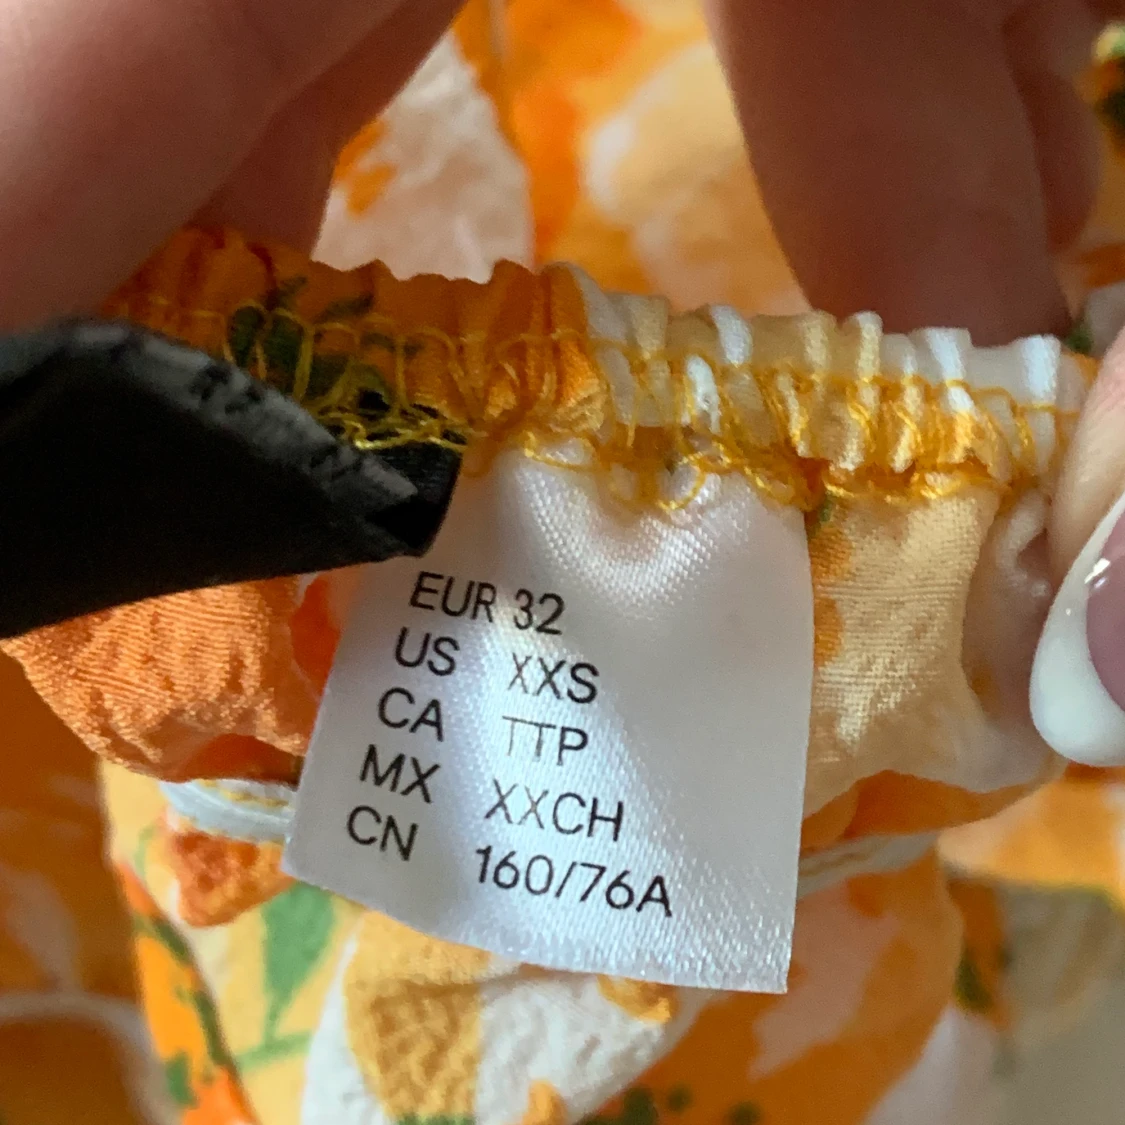 EUR 32
US XXS
CA TTP
MX XXCH
CN 160/76A